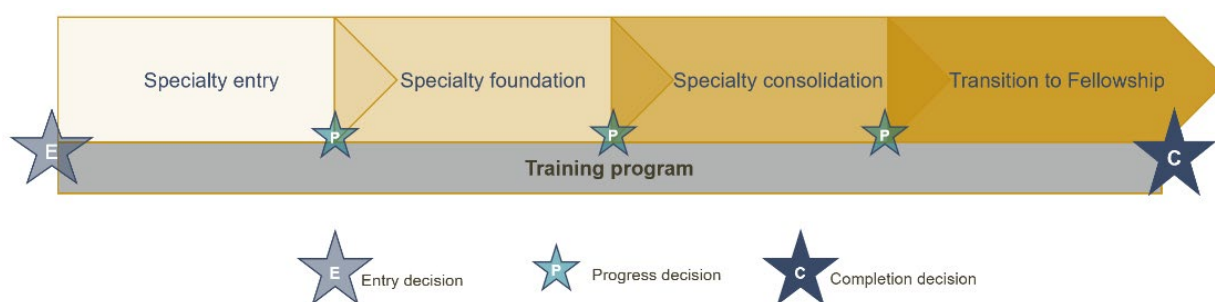 Specialty entry
Specialty foundation
Specialty consolidation
Transition to Fellowship
E
P
P
P
C
Training program
E
Entry decision
P
Progress decision
C
Completion decision